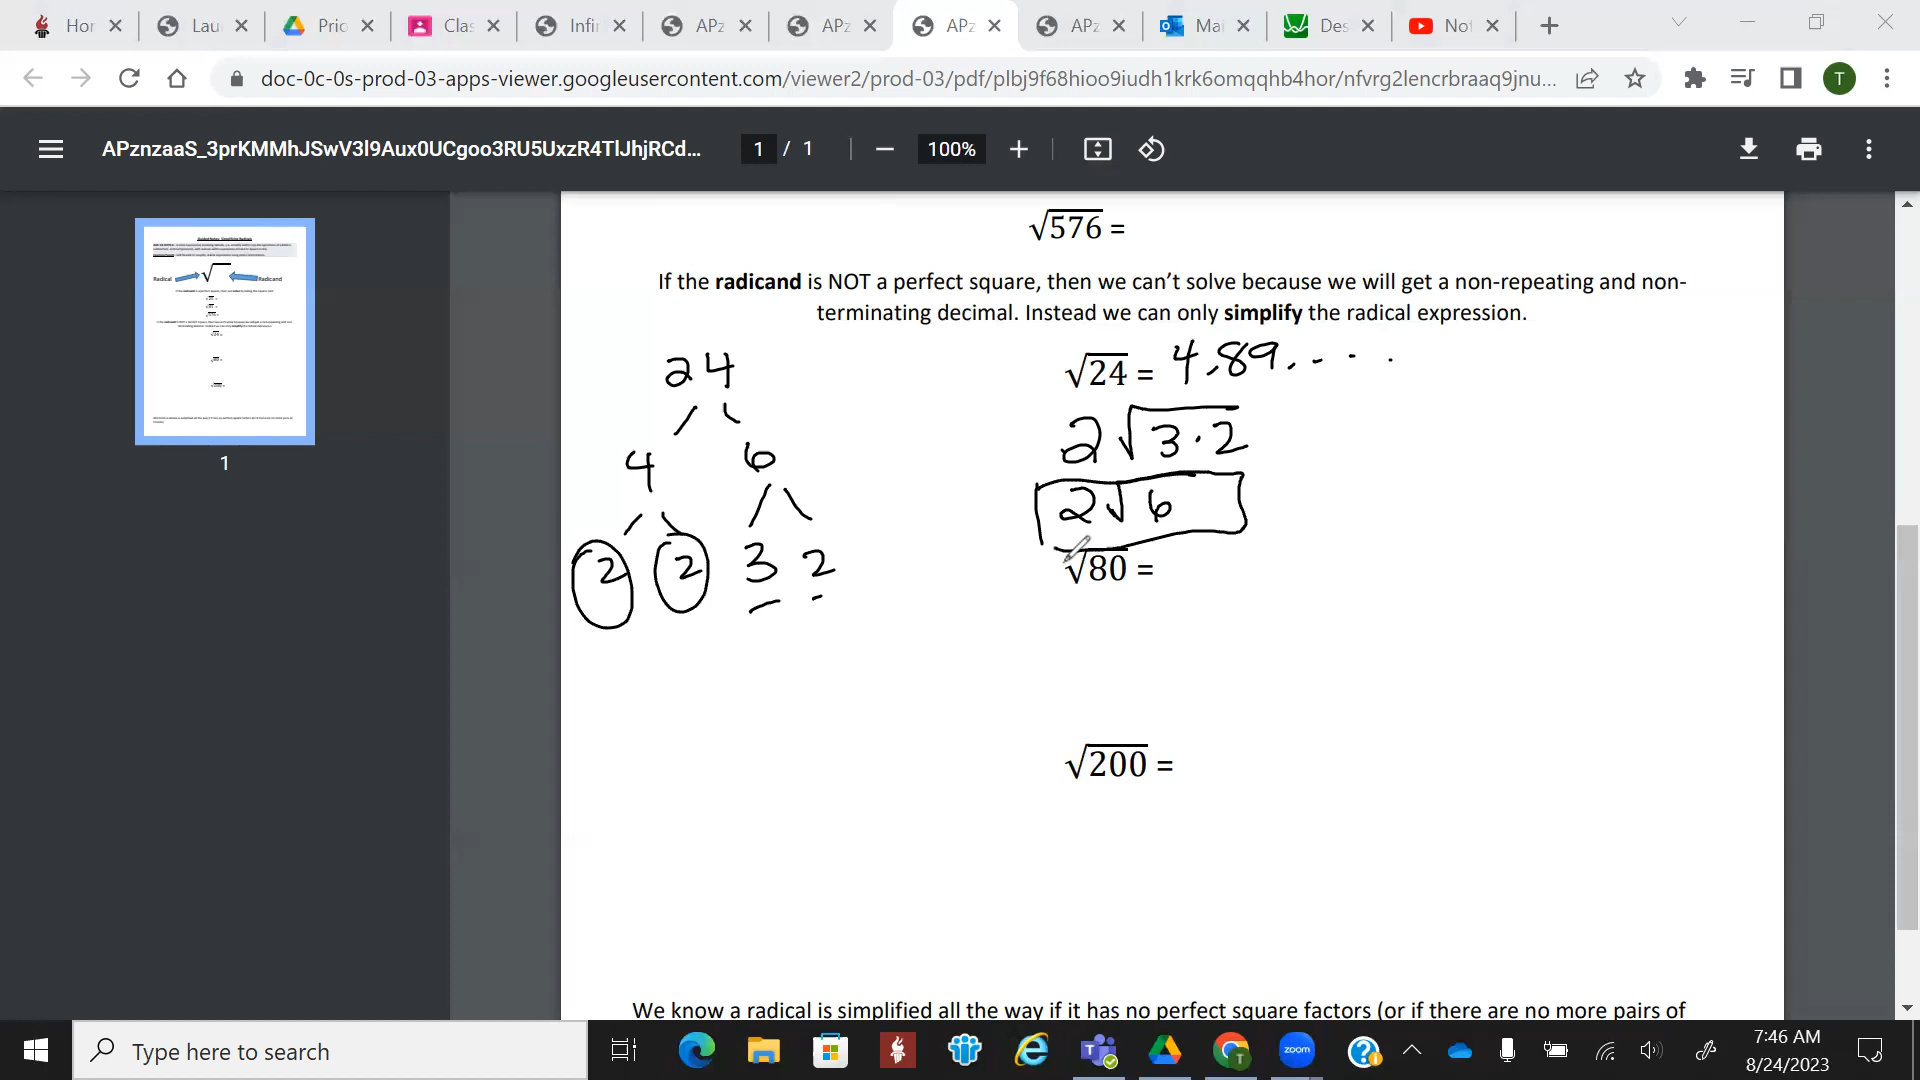 Hor
Lau
Prio
Clas
Infir
APz
APz
APz
APz
Mai
Des
Not
doc-0c-0s-prod-03-apps-viewer.googleusercontent.com/viewer2/prod-03/pdf/plbj9f68hioo9iudh1krk6omqqhb4hor/nfvrg2lencrbraaq9jnu...
T
APznzaaS_3prKMMhJSwV3l9Aux0UCgoo3RU5UxzR4TlJhjRCd...
1 / 1
100%
Radical
Radicand
1
√576 =
If the radicand is NOT a perfect square, then we can’t solve because we will get a non-repeating and non-
terminating decimal. Instead we can only simplify the radical expression.
24
4 6
2 2 3 2
√24 = 4.89. . . .
2√3·2
2√6
√80 =
√200 =
We know a radical is simplified all the way if it has no perfect square factors (or if there are no more pairs of
Type here to search
zoom
7:46 AM
8/24/2023